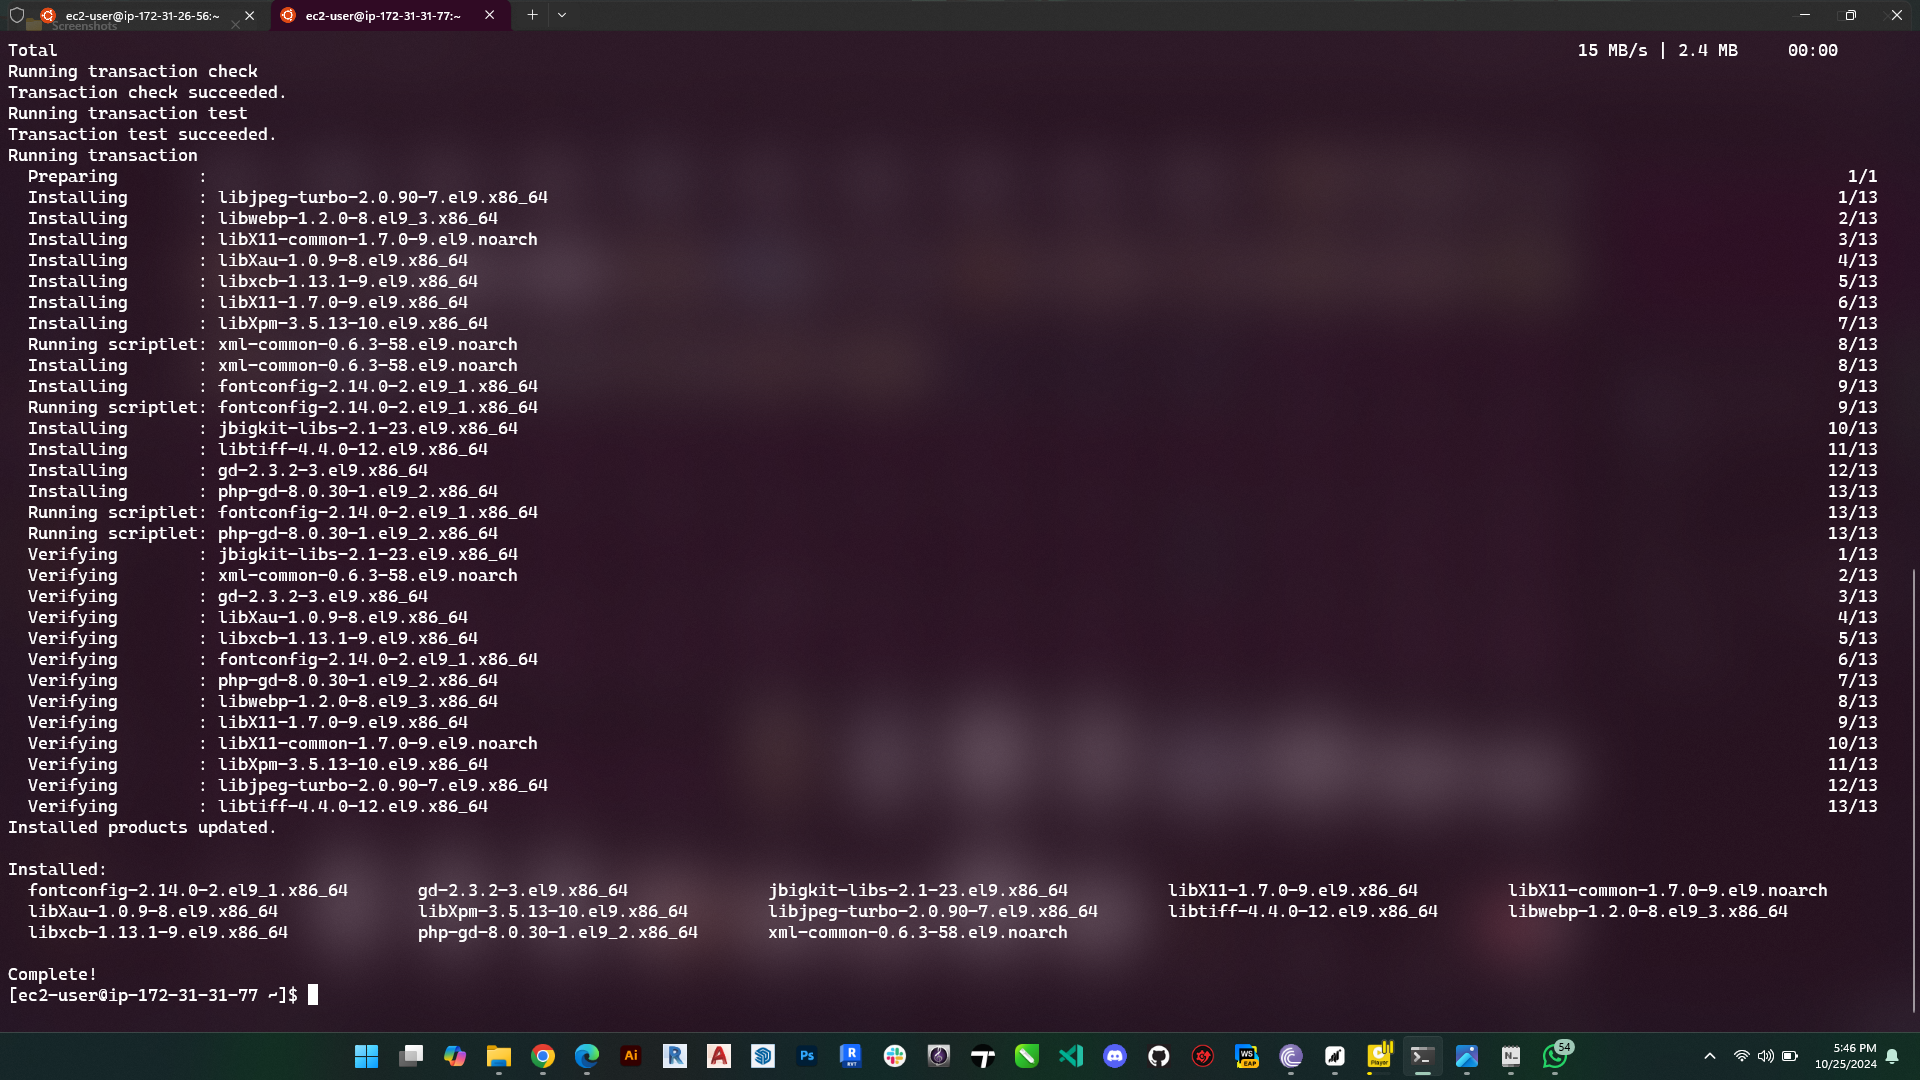 ec2-user@ip-172-31-26-56:~
ec2-user@ip-172-31-31-77:~
Screenshots
Total 15 MB/s | 2.4 MB 00:00
Running transaction check
Transaction check succeeded.
Running transaction test
Transaction test succeeded.
Running transaction
Preparing : 1/1
Installing : libjpeg-turbo-2.0.90-7.el9.x86_64 1/13
Installing : libwebp-1.2.0-8.el9_3.x86_64 2/13
Installing : libX11-common-1.7.0-9.el9.noarch 3/13
Installing : libXau-1.0.9-8.el9.x86_64 4/13
Installing : libxcb-1.13.1-9.el9.x86_64 5/13
Installing : libX11-1.7.0-9.el9.x86_64 6/13
Installing : libXpm-3.5.13-10.el9.x86_64 7/13
Running scriptlet: xml-common-0.6.3-58.el9.noarch 8/13
Installing : xml-common-0.6.3-58.el9.noarch 8/13
Installing : fontconfig-2.14.0-2.el9_1.x86_64 9/13
Running scriptlet: fontconfig-2.14.0-2.el9_1.x86_64 9/13
Installing : jbigkit-libs-2.1-23.el9.x86_64 10/13
Installing : libtiff-4.4.0-12.el9.x86_64 11/13
Installing : gd-2.3.2-3.el9.x86_64 12/13
Installing : php-gd-8.0.30-1.el9_2.x86_64 13/13
Running scriptlet: fontconfig-2.14.0-2.el9_1.x86_64 13/13
Running scriptlet: php-gd-8.0.30-1.el9_2.x86_64 13/13
Verifying : jbigkit-libs-2.1-23.el9.x86_64 1/13
Verifying : xml-common-0.6.3-58.el9.noarch 2/13
Verifying : gd-2.3.2-3.el9.x86_64 3/13
Verifying : libXau-1.0.9-8.el9.x86_64 4/13
Verifying : libxcb-1.13.1-9.el9.x86_64 5/13
Verifying : fontconfig-2.14.0-2.el9_1.x86_64 6/13
Verifying : php-gd-8.0.30-1.el9_2.x86_64 7/13
Verifying : libwebp-1.2.0-8.el9_3.x86_64 8/13
Verifying : libX11-1.7.0-9.el9.x86_64 9/13
Verifying : libX11-common-1.7.0-9.el9.noarch 10/13
Verifying : libXpm-3.5.13-10.el9.x86_64 11/13
Verifying : libjpeg-turbo-2.0.90-7.el9.x86_64 12/13
Verifying : libtiff-4.4.0-12.el9.x86_64 13/13
Installed products updated.
Installed:
fontconfig-2.14.0-2.el9_1.x86_64 gd-2.3.2-3.el9.x86_64 jbigkit-libs-2.1-23.el9.x86_64 libX11-1.7.0-9.el9.x86_64 libX11-common-1.7.0-9.el9.noarch
libXau-1.0.9-8.el9.x86_64 libXpm-3.5.13-10.el9.x86_64 libjpeg-turbo-2.0.90-7.el9.x86_64 libtiff-4.4.0-12.el9.x86_64 libwebp-1.2.0-8.el9_3.x86_64
libxcb-1.13.1-9.el9.x86_64 php-gd-8.0.30-1.el9_2.x86_64 xml-common-0.6.3-58.el9.noarch
Complete!
[ec2-user@ip-172-31-31-77 ~]$
Ai R A Ps R RVT WS EAP Player N 54
5:46 PM
10/25/2024